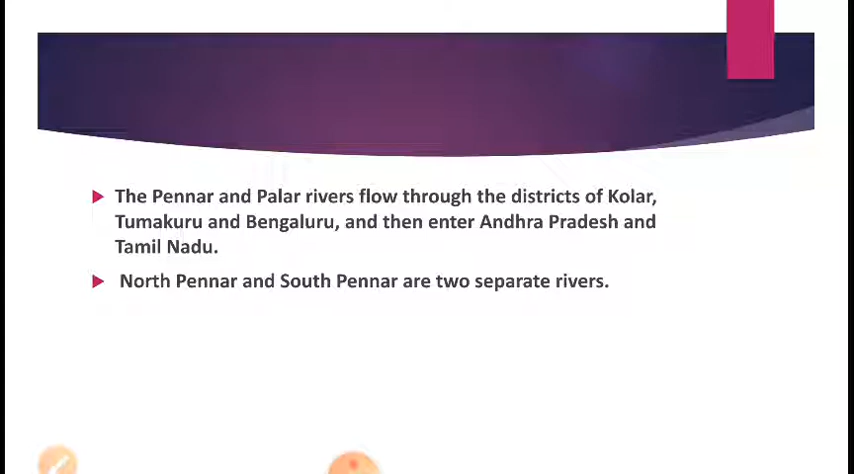 The Pennar and Palar rivers flow through the districts of Kolar,
Tumakuru and Bengaluru, and then enter Andhra Pradesh and
Tamil Nadu.
North Pennar and South Pennar are two separate rivers.